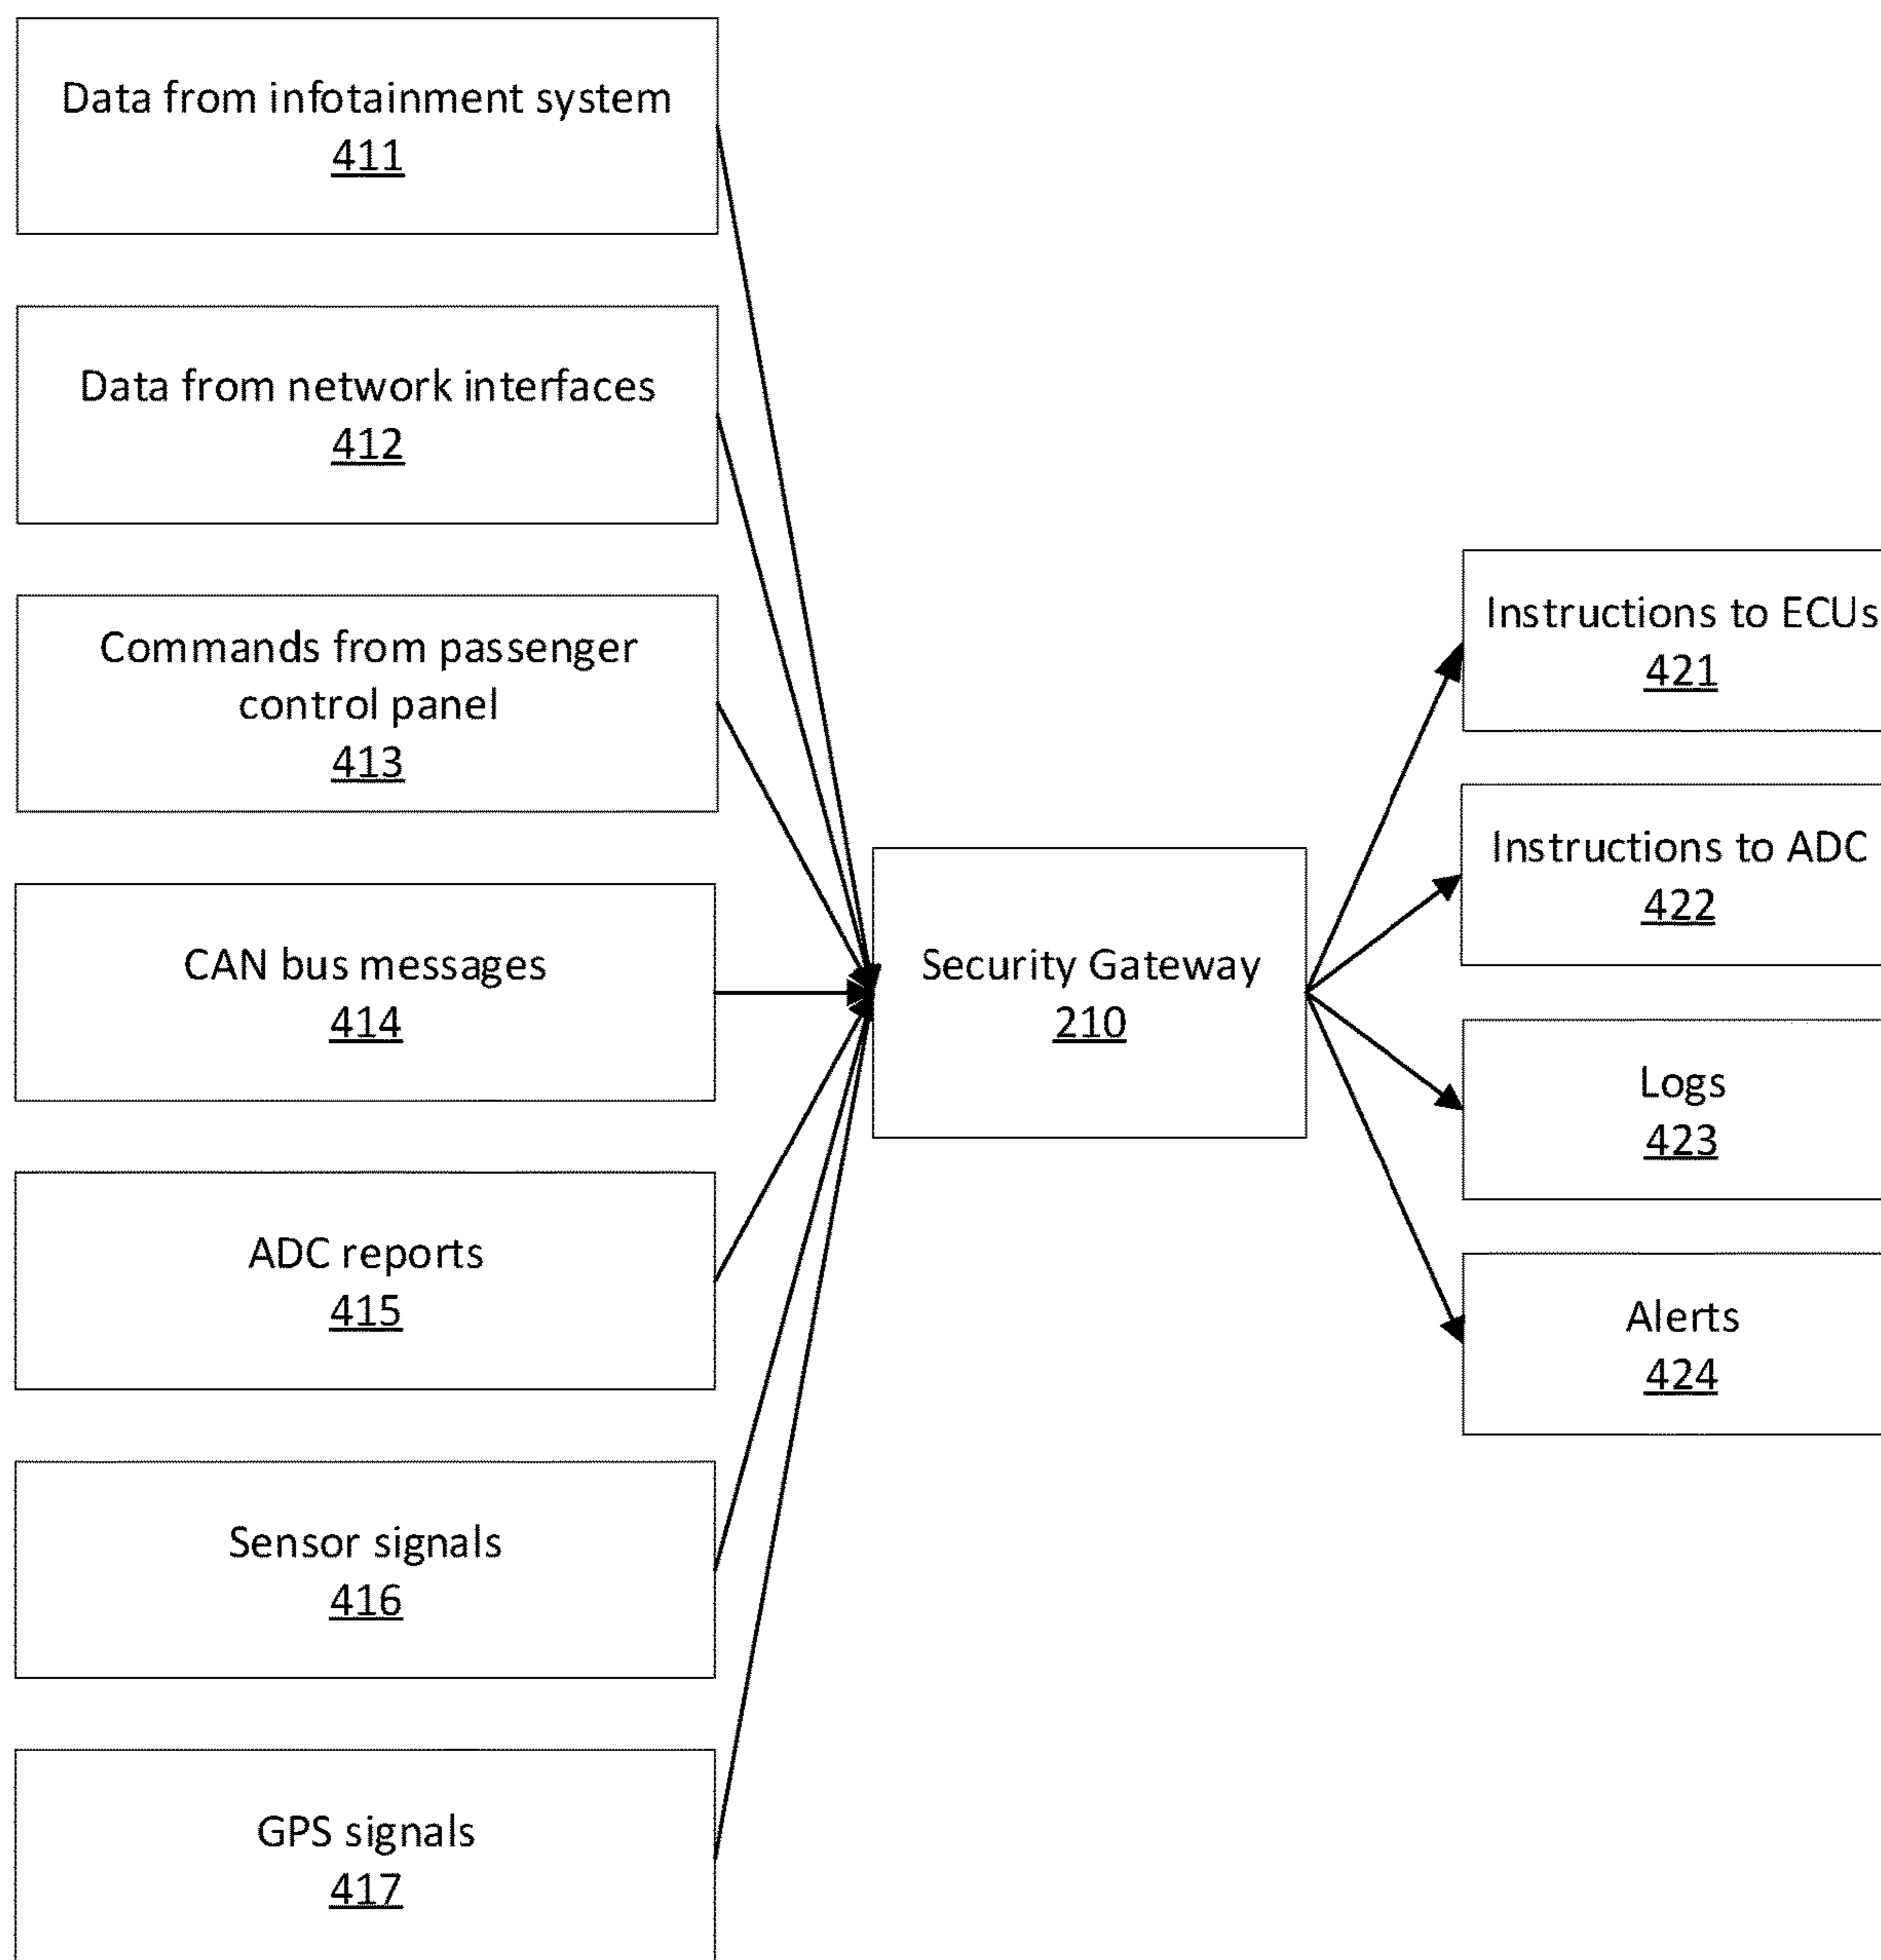 Data from infotainment system
411
Data from network interfaces
412
Commands from passenger
control panel
413
CAN bus messages
414
ADC reports
415
Sensor signals
416
GPS signals
417
Security Gateway
210
Instructions to ECUs
421
Instructions to ADC
422
Logs
423
Alerts
424